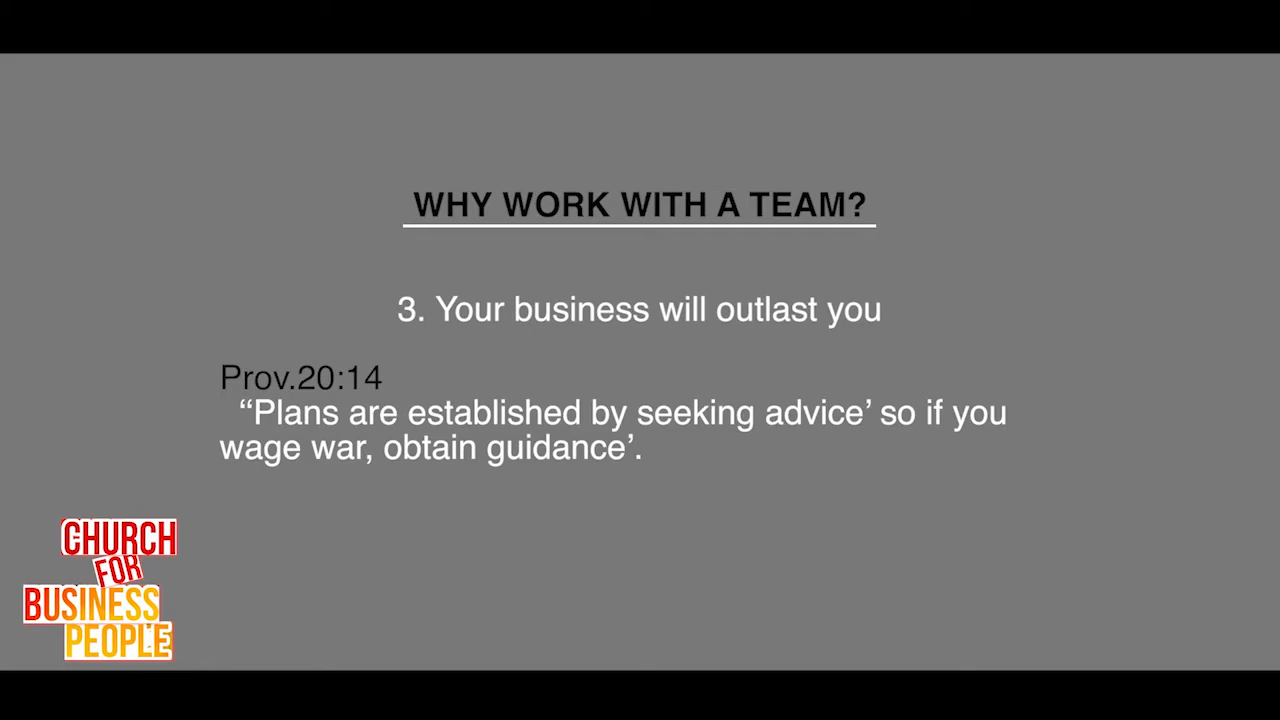 WHY WORK WITH A TEAM?
3. Your business will outlast you
Prov.20:14
“Plans are established by seeking advice’ so if you
wage war, obtain guidance’.
CHURCH
FOR
BUSINESS
PEOPLE